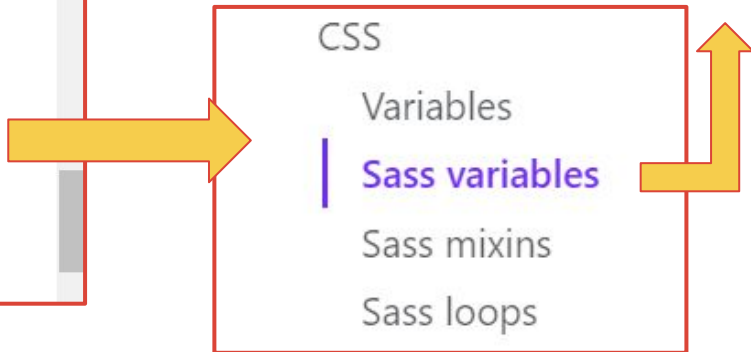 CSS
Variables
Sass variables
Sass mixins
Sass loops